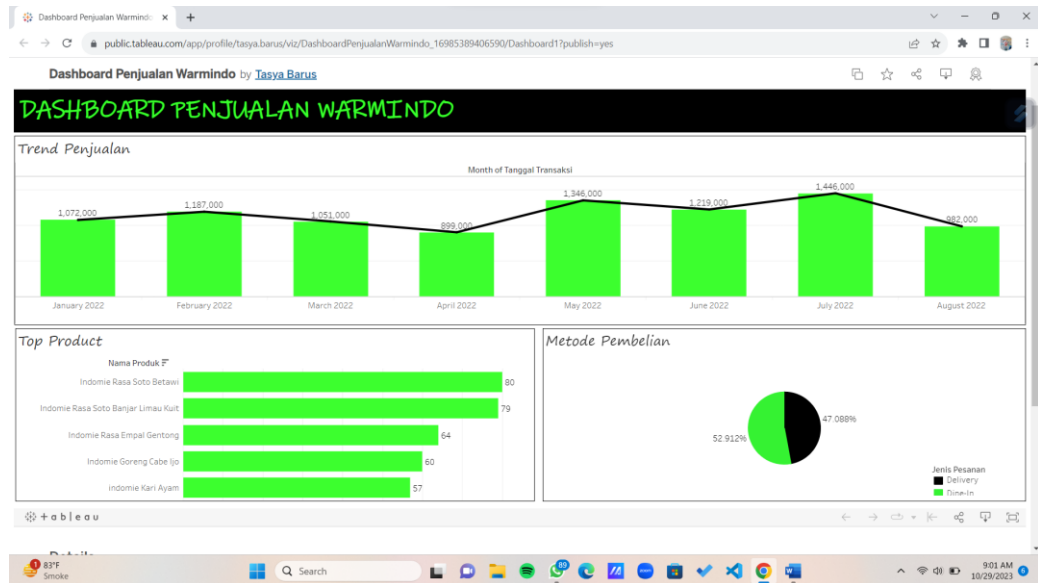 Dashboard Penjualan Warmindo
public.tableau.com/app/profile/tasya.barus/viz/DashboardPenjualanWarmindo_16985389406590/Dashboard1?publish=yes
Dashboard Penjualan Warmindo by Tasya Barus
DASHBOARD PENJUALAN WARMINDO
Trend Penjualan
Month of Tanggal Transaksi
1,072,000 1,187,000 1,051,000 899,000 1,346,000 1,219,000 1,446,000 982,000
January 2022 February 2022 March 2022 April 2022 May 2022 June 2022 July 2022 August 2022
Top Product
Nama Produk
Indomie Rasa Soto Betawi 80
Indomie Rasa Soto Banjar Limau Kuit 79
Indomie Rasa Empal Gentong 64
Indomie Goreng Cabe Ijo 60
indomie Kari Ayam 57
Metode Pembelian
47.088%
52.912%
Jenis Pesanan
Delivery
Dine-In
+ a b l e a u
Details
1
83°F
Smoke
Search
89
9:01 AM
10/29/2023
6